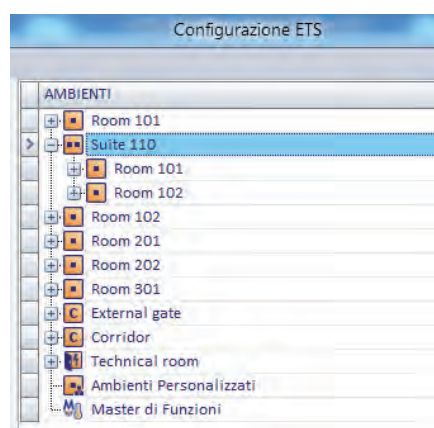 Configurazione ETS
AMBIENTI
Room 101
Suite 110
Room 101
Room 102
Room 102
Room 201
Room 202
Room 301
C External gate
C Corridor
Technical room
Ambienti Personalizzati
Master di Funzioni